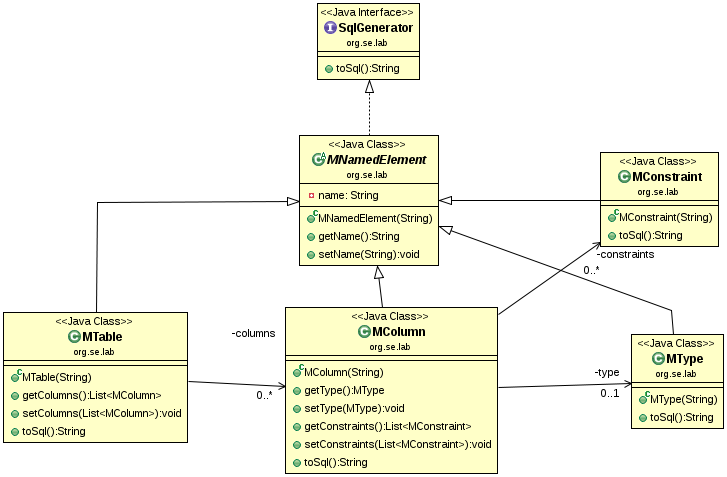 <<Java Interface>>
SqlGenerator
org.se.lab
toSql():String
<<Java Class>>
MNamedElement
org.se.lab
name: String
MNamedElement(String)
getName():String
setName(String):void
<<Java Class>>
MConstraint
org.se.lab
MConstraint(String)
toSql():String
-constraints
0..*
<<Java Class>>
MTable
org.se.lab
MTable(String)
getColumns():List<MColumn>
setColumns(List<MColumn>):void
toSql():String
-columns
0..*
<<Java Class>>
MColumn
org.se.lab
MColumn(String)
getType():MType
setType(MType):void
getConstraints():List<MConstraint>
setConstraints(List<MConstraint>):void
toSql():String
-type
0..1
<<Java Class>>
MType
org.se.lab
MType(String)
toSql():String